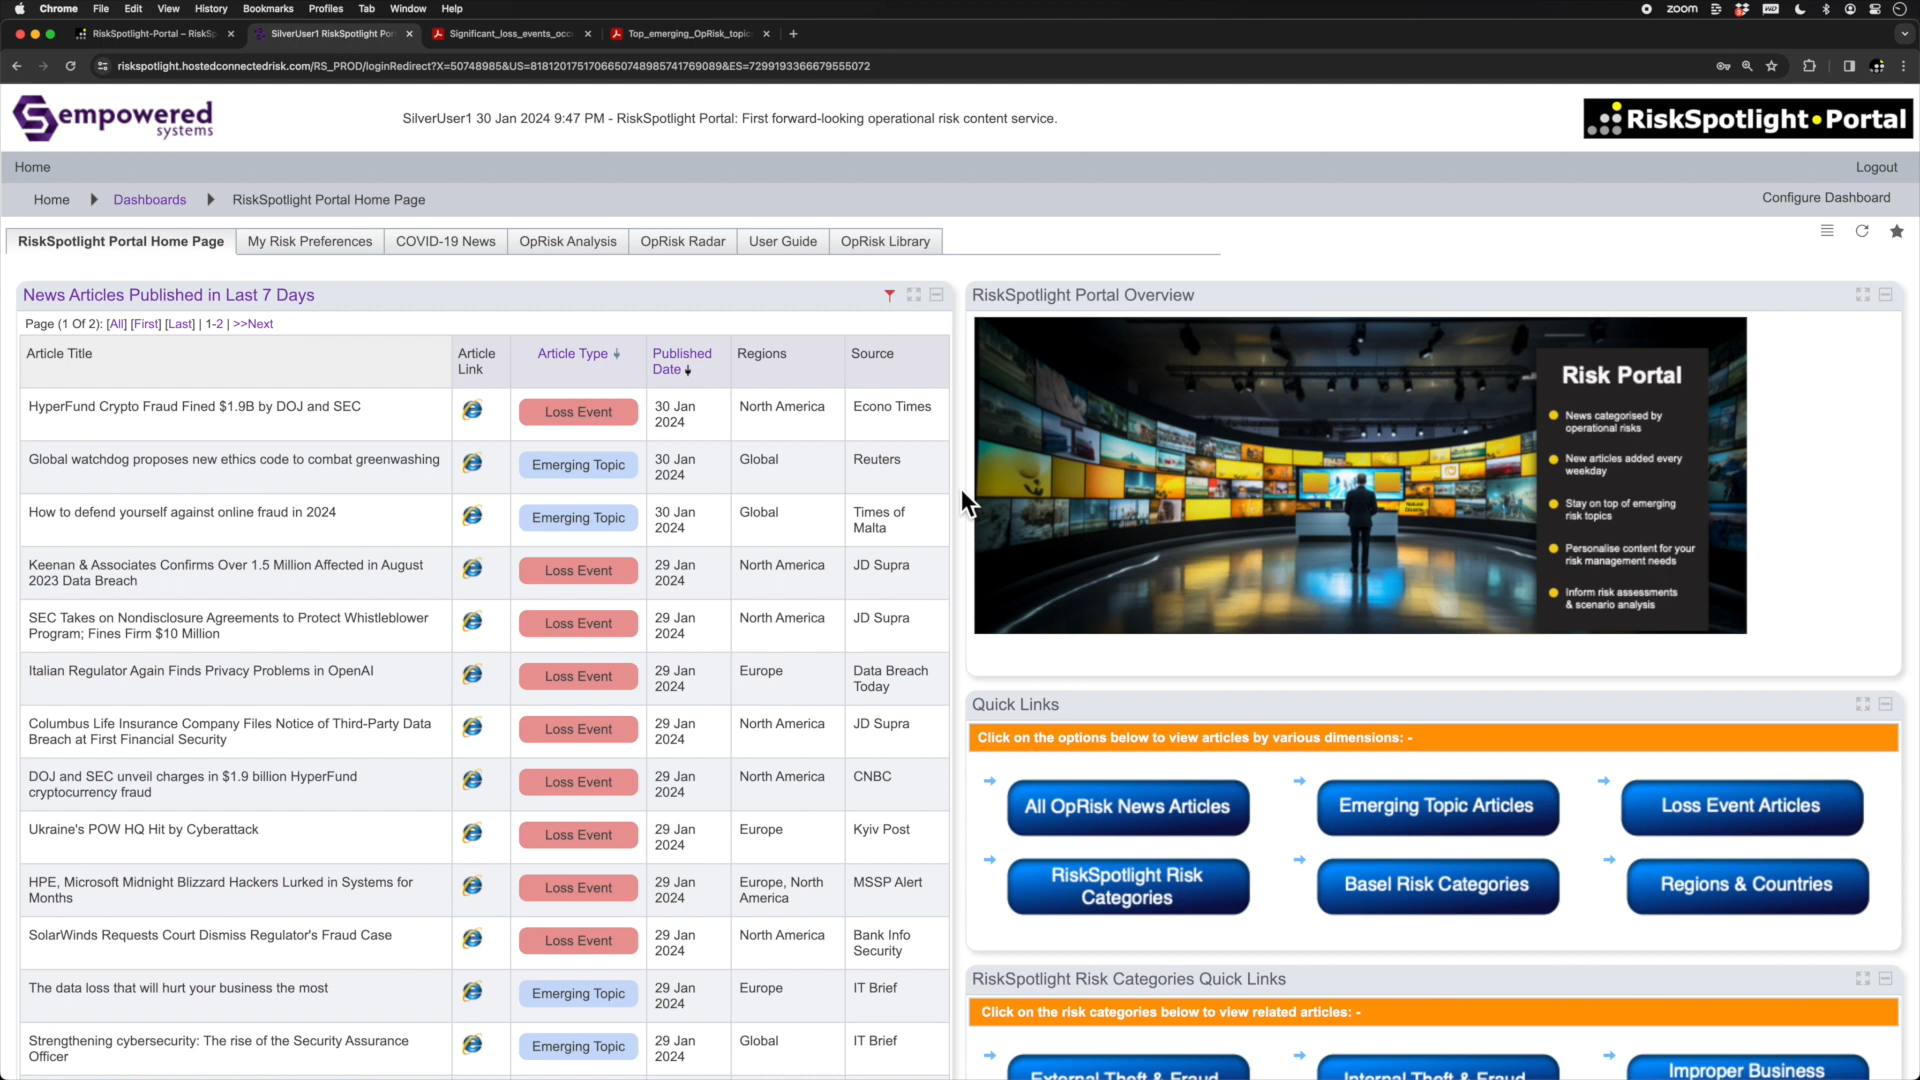 Chrome File Edit View History Bookmarks Profiles Tab Window Help
zoom
RiskSpotlight-Portal – RiskS
SilverUser1 RiskSpotlight Por
Significant_loss_events_occ
Top_emerging_OpRisk_topic
riskspotlight.hostedconnectedrisk.com/RS_PROD/loginRedirect?X=50748985&US=8181201751706650748985741769089&ES=7299193366679555072
empowered
systems
SilverUser1 30 Jan 2024 9:47 PM - RiskSpotlight Portal: First forward-looking operational risk content service.
RiskSpotlight•Portal
Home
Logout
Home Dashboards RiskSpotlight Portal Home Page
Configure Dashboard
RiskSpotlight Portal Home Page My Risk Preferences COVID-19 News OpRisk Analysis OpRisk Radar User Guide OpRisk Library
News Articles Published in Last 7 Days
Page (1 Of 2): [All] [First] [Last] | 1-2 | >>Next
Article Title
Article
Link
Article Type
Published
Date
Regions
Source
HyperFund Crypto Fraud Fined $1.9B by DOJ and SEC
Loss Event
30 Jan
2024
North America
Econo Times
Global watchdog proposes new ethics code to combat greenwashing
Emerging Topic
30 Jan
2024
Global
Reuters
How to defend yourself against online fraud in 2024
Emerging Topic
30 Jan
2024
Global
Times of
Malta
Keenan & Associates Confirms Over 1.5 Million Affected in August
2023 Data Breach
Loss Event
29 Jan
2024
North America
JD Supra
SEC Takes on Nondisclosure Agreements to Protect Whistleblower
Program; Fines Firm $10 Million
Loss Event
29 Jan
2024
North America
JD Supra
Italian Regulator Again Finds Privacy Problems in OpenAI
Loss Event
29 Jan
2024
Europe
Data Breach
Today
Columbus Life Insurance Company Files Notice of Third-Party Data
Breach at First Financial Security
Loss Event
29 Jan
2024
North America
JD Supra
DOJ and SEC unveil charges in $1.9 billion HyperFund
cryptocurrency fraud
Loss Event
29 Jan
2024
North America
CNBC
Ukraine's POW HQ Hit by Cyberattack
Loss Event
29 Jan
2024
Europe
Kyiv Post
HPE, Microsoft Midnight Blizzard Hackers Lurked in Systems for
Months
Loss Event
29 Jan
2024
Europe, North
America
MSSP Alert
SolarWinds Requests Court Dismiss Regulator's Fraud Case
Loss Event
29 Jan
2024
North America
Bank Info
Security
The data loss that will hurt your business the most
Emerging Topic
29 Jan
2024
Europe
IT Brief
Strengthening cybersecurity: The rise of the Security Assurance
Officer
Emerging Topic
29 Jan
2024
Global
IT Brief
RiskSpotlight Portal Overview
Risk Portal
News categorised by
operational risks
New articles added every
weekday
Stay on top of emerging
risk topics
Personalise content for your
risk management needs
Inform risk assessments
& scenario analysis
Quick Links
Click on the options below to view articles by various dimensions: -
All OpRisk News Articles
Emerging Topic Articles
Loss Event Articles
RiskSpotlight Risk
Categories
Basel Risk Categories
Regions & Countries
RiskSpotlight Risk Categories Quick Links
Click on the risk categories below to view related articles: -
External Theft & Fraud
Internal Theft & Fraud
Improper Business